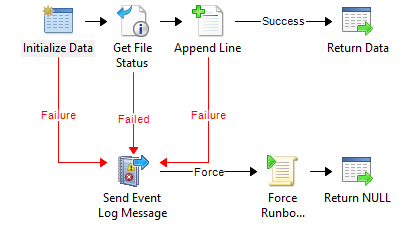 Success
Initialize Data
Get File
Status
Append Line
Return Data
Failure
Failed
Failure
Force
Send Event
Log Message
Force
Runbo...
Return NULL